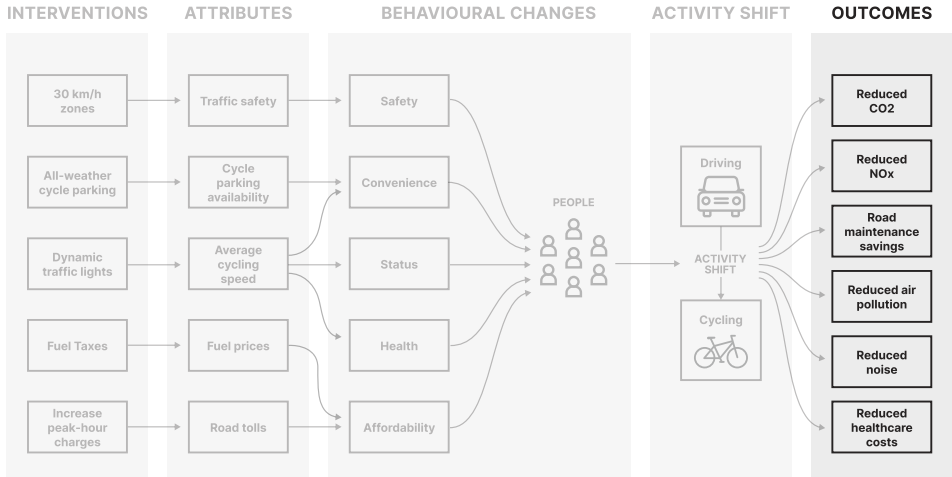 INTERVENTIONS
ATTRIBUTES
BEHAVIOURAL CHANGES
ACTIVITY SHIFT
OUTCOMES
30 km/h
zones
All-weather
cycle parking
Dynamic
traffic lights
Fuel Taxes
Increase
peak-hour
charges
Traffic safety
Cycle
parking
availability
Average
cycling
speed
Fuel prices
Road tolls
Safety
Convenience
Status
Health
Affordability
PEOPLE
Driving
ACTIVITY
SHIFT
Cycling
Reduced
CO2
Reduced
NOx
Road
maintenance
savings
Reduced air
pollution
Reduced
noise
Reduced
healthcare
costs